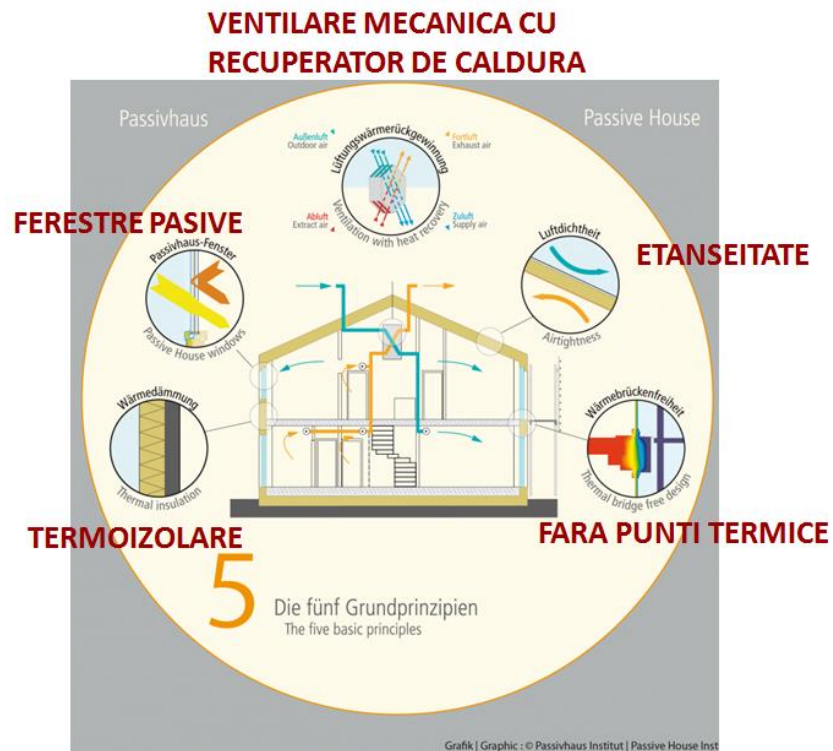 VENTILARE MECANICA CU
RECUPERATOR DE CALDURA
Passivhaus
Passive House
Außenluft
Outdoor air
Fortluft
Exhaust air
Lüftungswärmerückgewinnung
Abluft
Extract air
Zuluft
Supply air
Ventilation with heat recovery
FERESTRE PASIVE
Passivhaus-Fenster
Passive House windows
Luftdichtheit
Airtightness
ETANSEITATE
Wärmedämmung
Thermal insulation
TERMOIZOLARE
Wärmebrückenfreiheit
Thermal bridge free design
FARA PUNTI TERMICE
5
Die fünf Grundprinzipien
The five basic principles
Grafik | Graphic : © Passivhaus Institut | Passive House Inst